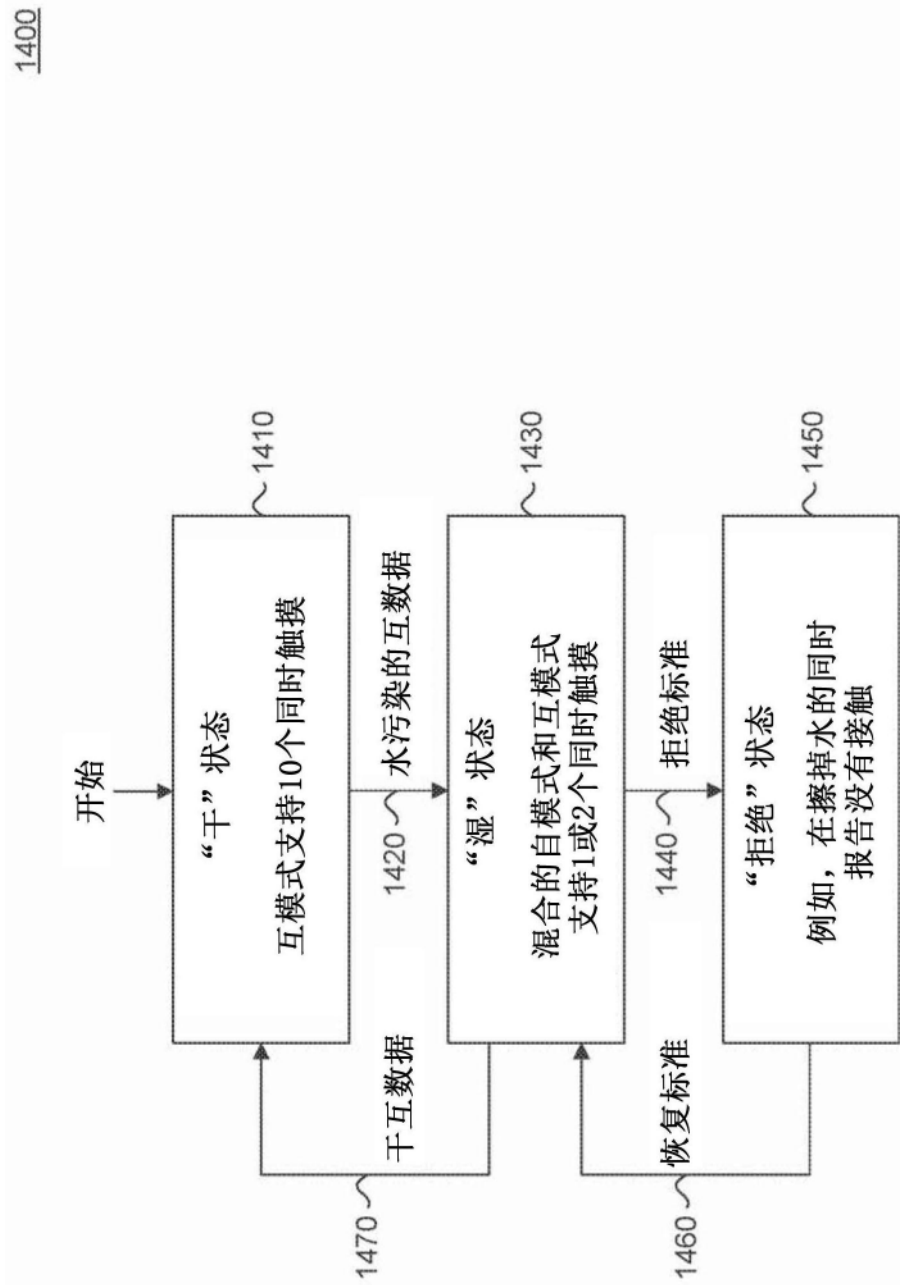 1400
开始
“干”状态
互模式支持10个同时触摸
1410
1420
水污染的互数据
“湿”状态
混合的自模式和互模式
支持1或2个同时触摸
1430
干互数据
1470
1440
拒绝标准
“拒绝”状态
例如，在擦掉水的同时
报告没有接触
1450
恢复标准
1460